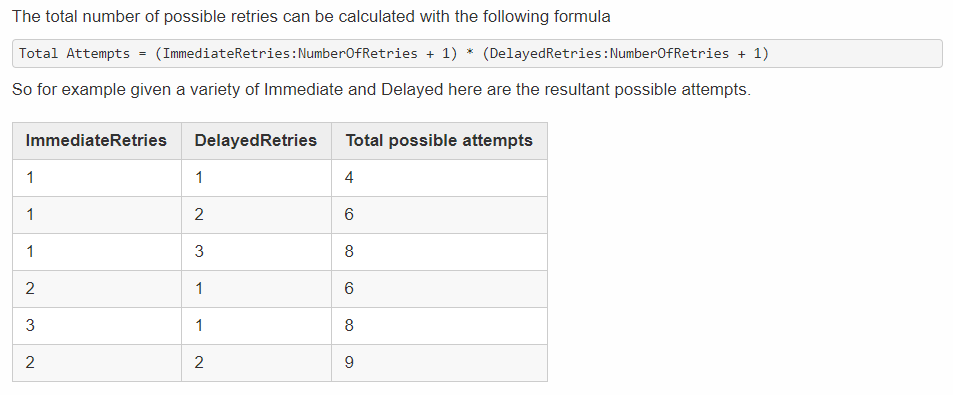 The total number of possible retries can be calculated with the following formula
Total Attempts = (ImmediateRetries:NumberOfRetries + 1) * (DelayedRetries:NumberOfRetries + 1)
So for example given a variety of Immediate and Delayed here are the resultant possible attempts.
ImmediateRetries DelayedRetries Total possible attempts
1 1 4
1 2 6
1 3 8
2 1 6
3 1 8
2 2 9